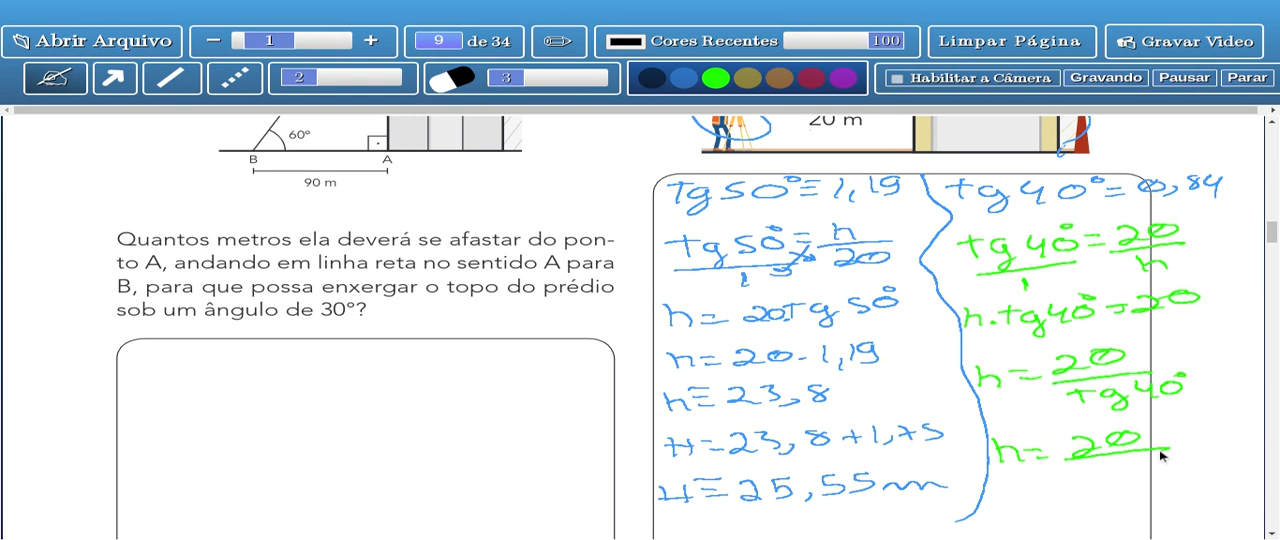 Abrir Arquivo
− 1 +
9 de 34
Cores Recentes 100
Limpar Página
Gravar Video
2
3
Habilitar a Câmera
Gravando
Pausar
Parar
60°
B A
90 m
Quantos metros ela deverá se afastar do pon-
to A, andando em linha reta no sentido A para
B, para que possa enxergar o topo do prédio
sob um ângulo de 30°?
20 m
Tg 50° = 1,19
tg 50° = h/20
1
h = 20.Tg 50°
h = 20 . 1,19
h = 23,8
H = 23,8 + 1,75
H = 25,55 m
tg 40° = 0,84
tg 40° = 20/h
1
h . tg 40° = 20
h = 20/tg 40°
h = 20